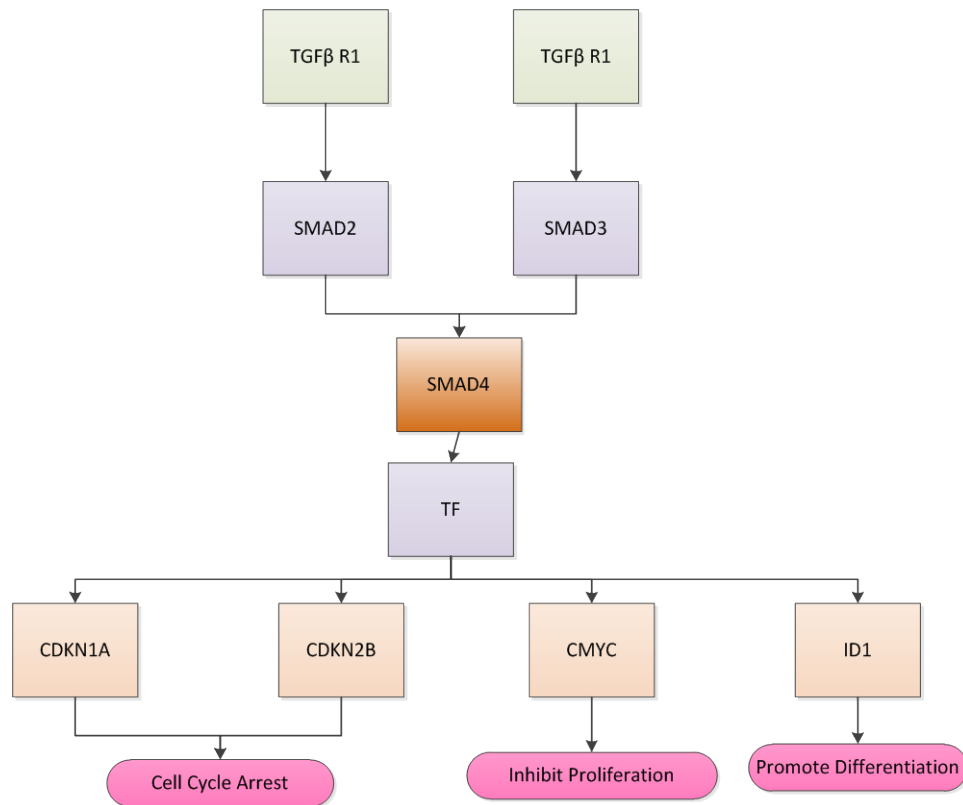 TGFβ R1
TGFβ R1
SMAD2
SMAD3
SMAD4
TF
CDKN1A
CDKN2B
CMYC
ID1
Cell Cycle Arrest
Inhibit Proliferation
Promote Differentiation